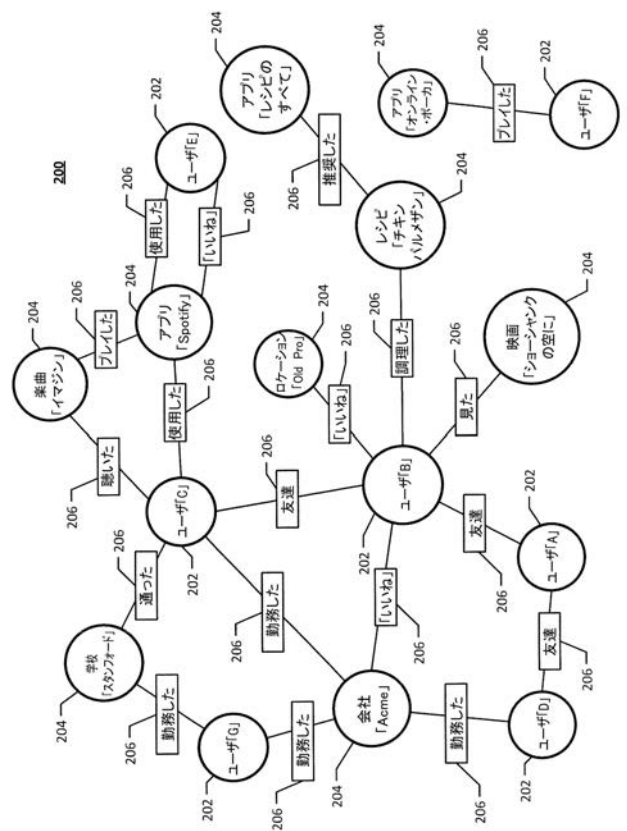 200
204
楽曲
「イマジン」
206
聴いた
206
プレイした
204
アプリ
「Spotify」
206
使用した
206
「いいね」
206
ユーザ「E」
202
204
アプリ
「レシピの
すべて」
206
推奨した
204
レシピ
「チキン
パルメザン」
204
アプリ
「オンライン
・ポーカ」
206
プレイした
202
ユーザ「F」
学校
「スタンフォード」
204
206
通った
ユーザ「C」
202
使用した
206
206
勤務した
ユーザ「G」
202
勤務した
206
206
友達
204
ロケーション
「Old Pro」
「いいね」
206
206
調理した
206
勤務した
206
会社
「Acme」
204
「いいね」
206
ユーザ「B」
202
見た
206
映画
「ショーシャンク
の空に」
204
友達
206
勤務した
206
ユーザ「D」
202
友達
206
ユーザ「A」
202